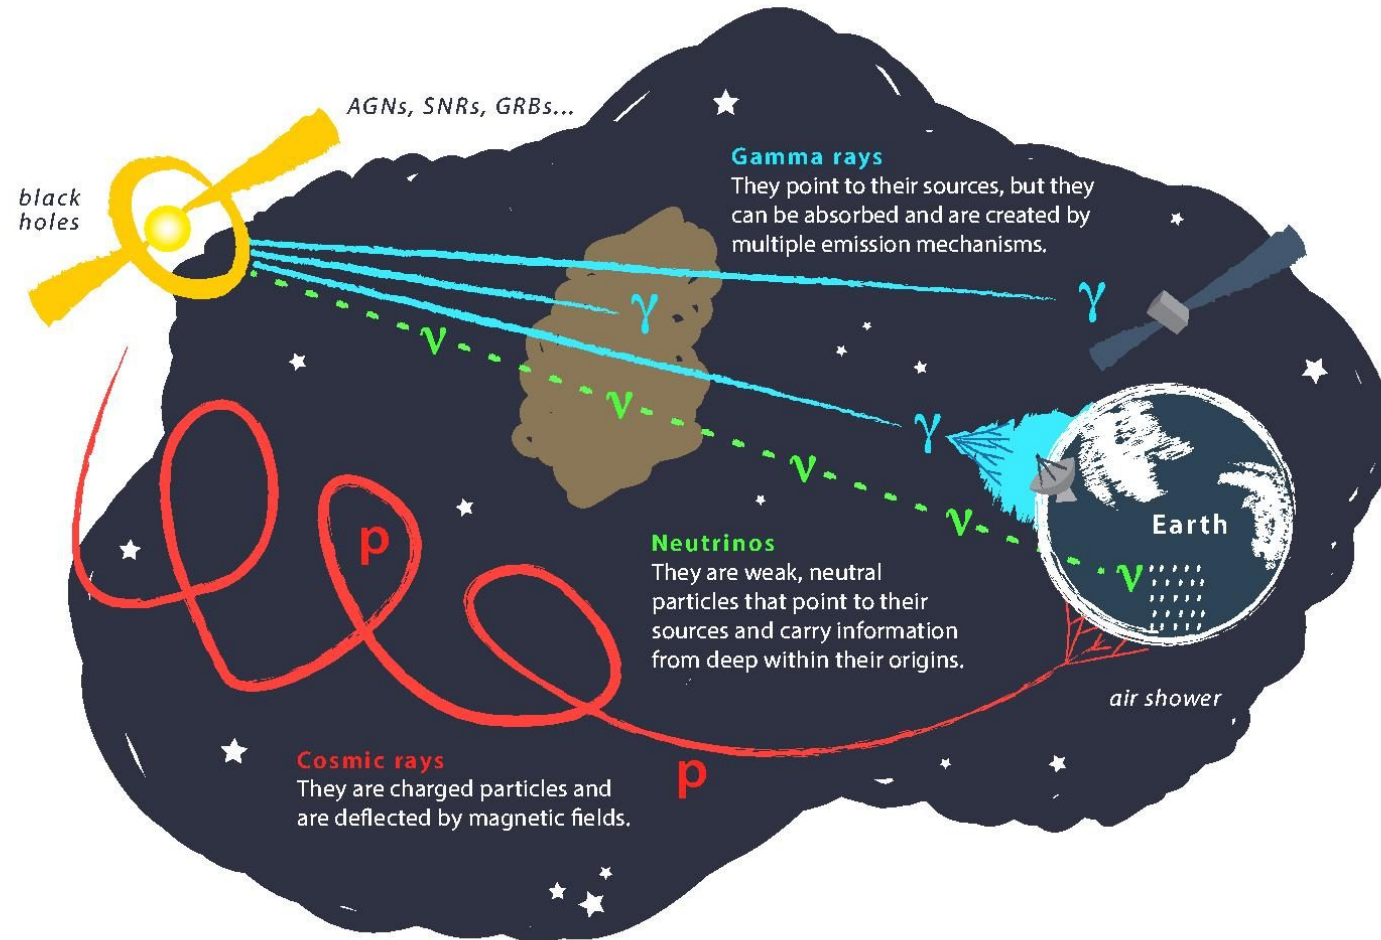 AGNs, SNRs, GRBs...
black
holes
Gamma rays
They point to their sources, but they
can be absorbed and are created by
multiple emission mechanisms.
γ
γ
ν
ν
γ
ν
ν
Earth
ν
p
Neutrinos
They are weak, neutral
particles that point to their
sources and carry information
from deep within their origins.
air shower
Cosmic rays
They are charged particles and
are deflected by magnetic fields.
p